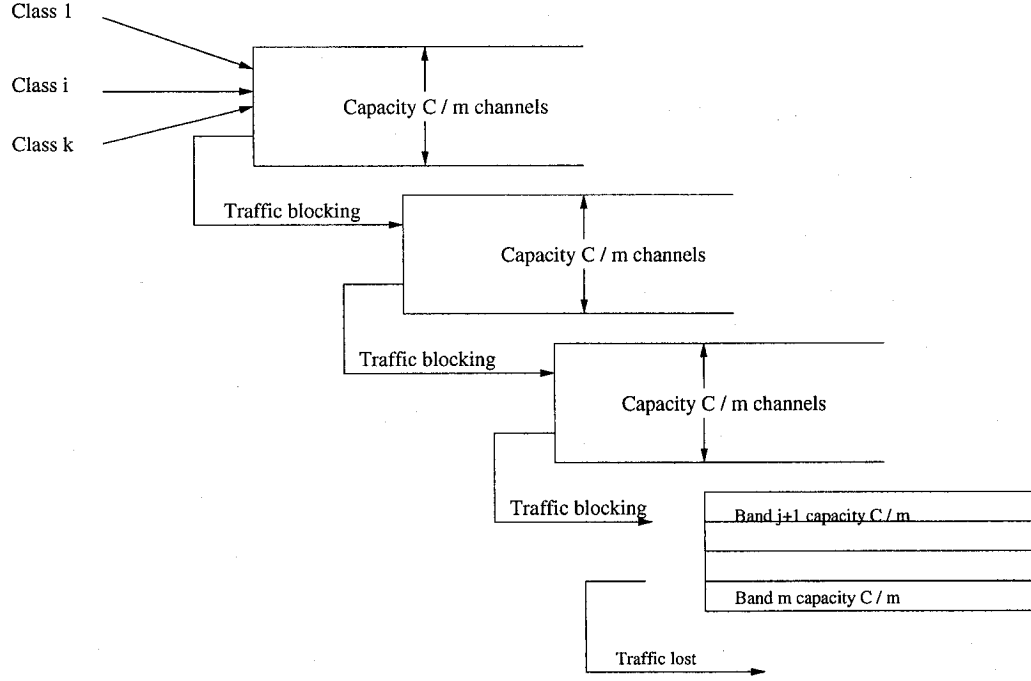 Class 1
Class i
Capacity C / m channels
Class k
Traffic blocking
Capacity C / m channels
Traffic blocking
Capacity C / m channels
Traffic blocking
Band j+1 capacity C / m
Band m capacity C / m
Traffic lost